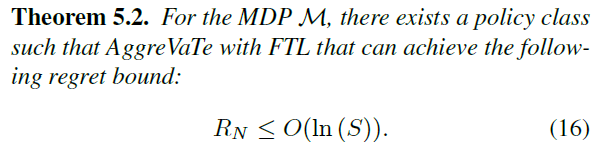 Theorem 5.2. For the MDP M, there exists a policy class
such that AggreVaTe with FTL that can achieve the follow-
ing regret bound:
R_N ≤ O(ln (S)). (16)